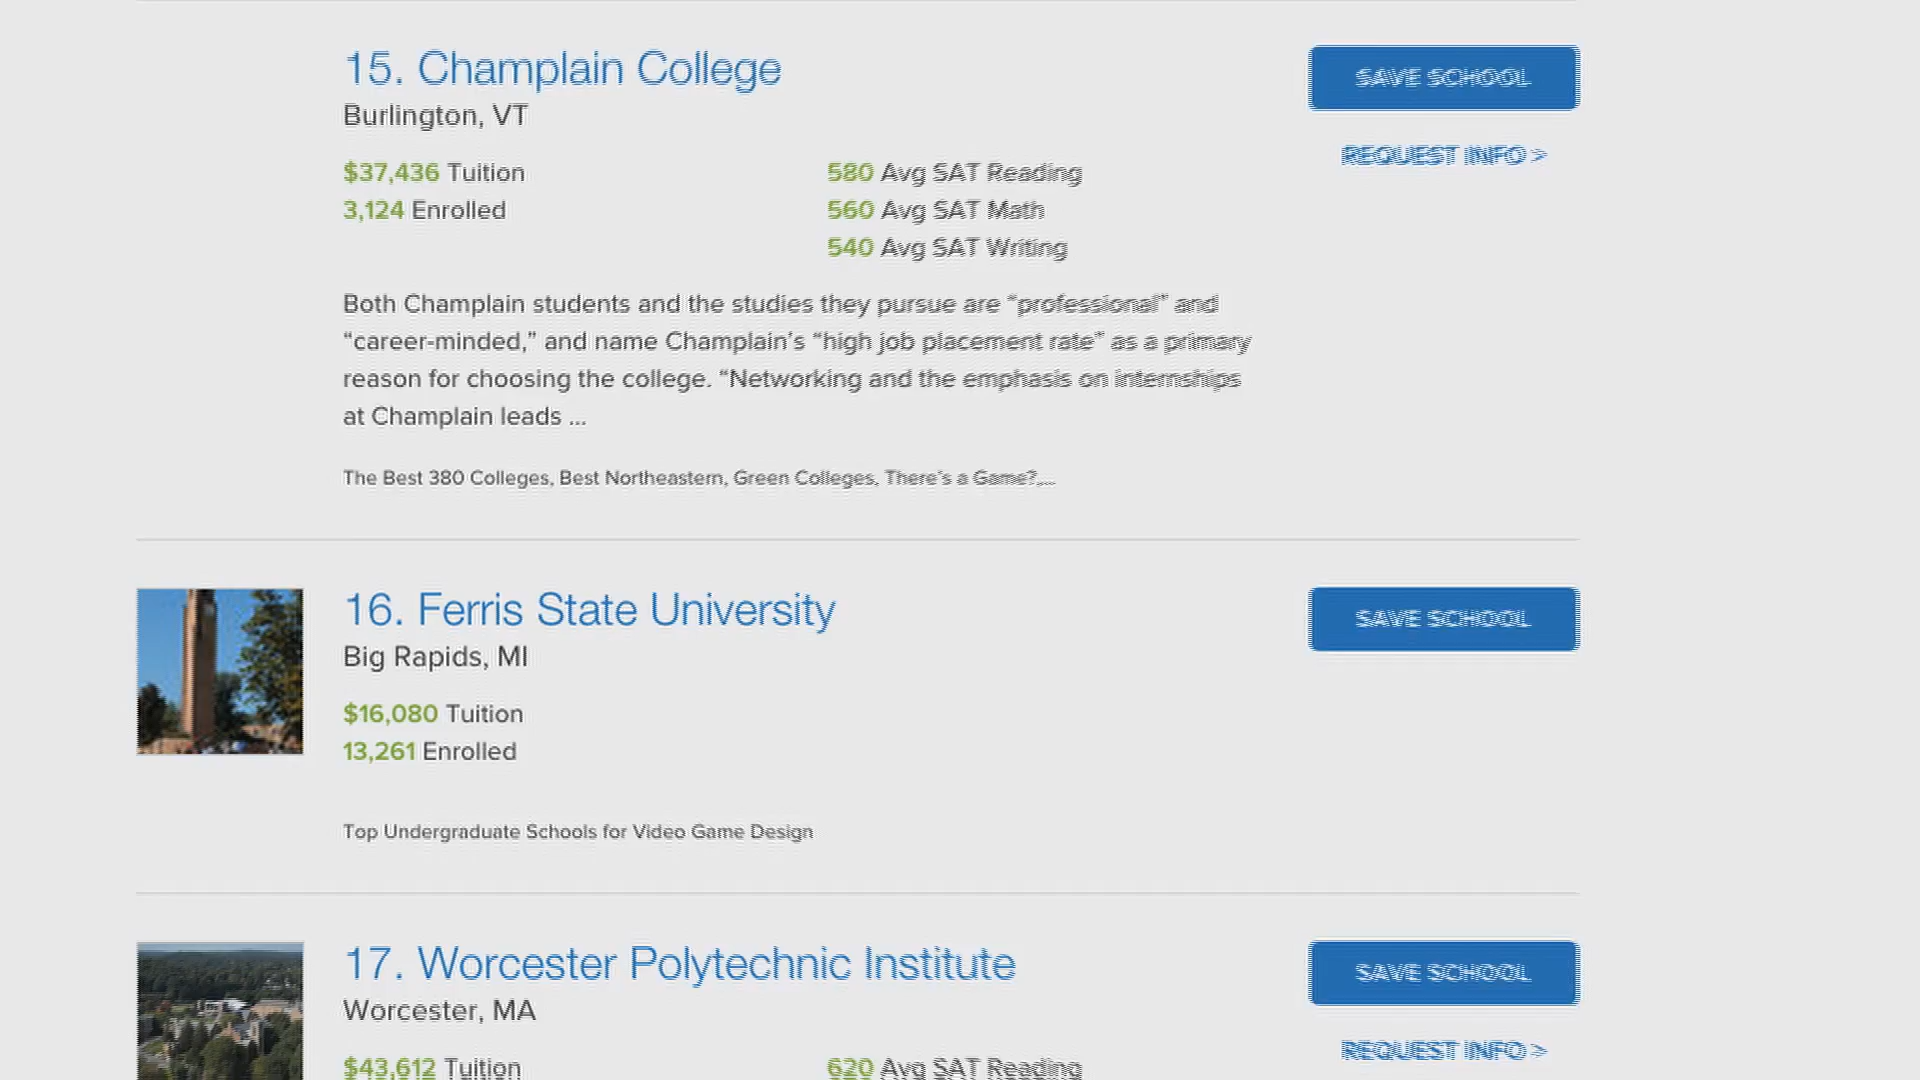 15. Champlain College
SAVE SCHOOL
Burlington, VT
REQUEST INFO >
$37,436 Tuition
580 Avg SAT Reading
3,124 Enrolled
560 Avg SAT Math
540 Avg SAT Writing
Both Champlain students and the studies they pursue are “professional” and
“career-minded,” and name Champlain’s “high job placement rate” as a primary
reason for choosing the college. “Networking and the emphasis on internships
at Champlain leads ...
The Best 380 Colleges, Best Northeastern, Green Colleges, There’s a Game?,...
16. Ferris State University
SAVE SCHOOL
Big Rapids, MI
$16,080 Tuition
13,261 Enrolled
Top Undergraduate Schools for Video Game Design
17. Worcester Polytechnic Institute
SAVE SCHOOL
Worcester, MA
REQUEST INFO >
$43,612 Tuition
620 Avg SAT Reading